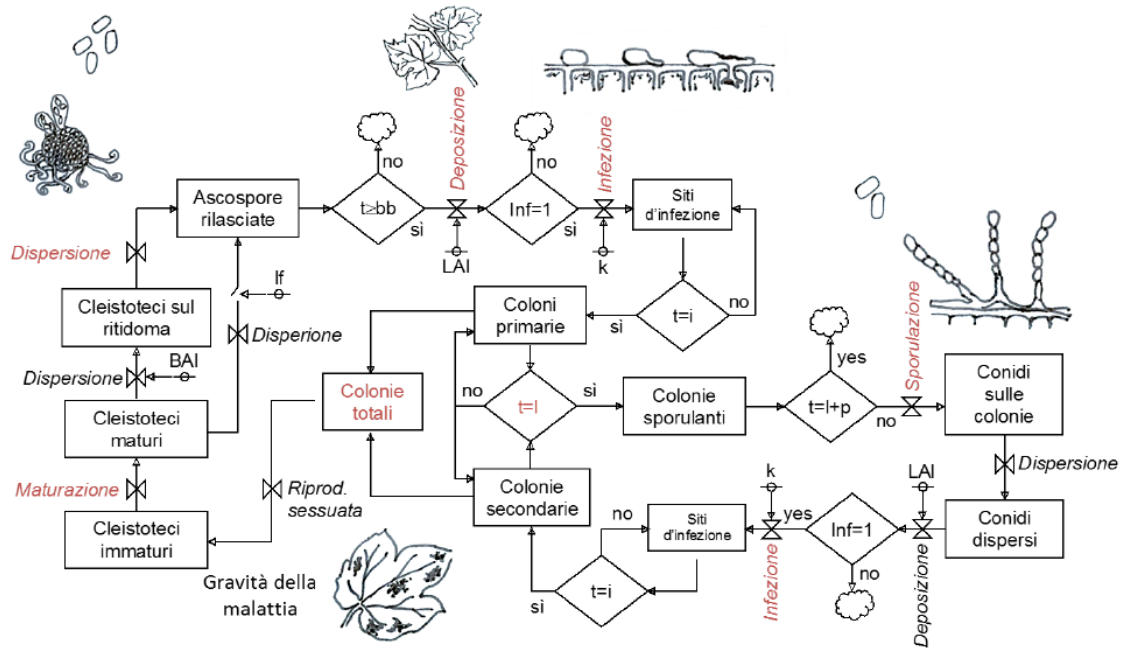 Deposizione
Infezione
no
no
Ascospore
rilasciate
t≥bb
sì
Inf=1
sì
Siti
d'infezione
LAI
k
Dispersione
If
Cleistoteci sul
ritidoma
Disperione
Coloni
primarie
sì
t=i
no
BAI
Dispersione
Colonie
totali
no
t=l
sì
Colonie
sporulanti
yes
t=l+p
no
Sporulazione
Conidi
sulle
colonie
Cleistoteci
maturi
Dispersione
Maturazione
Riprod.
sessuata
Colonie
secondarie
k
LAI
Cleistoteci
immaturi
no
Siti
d'infezione
yes
Inf=1
Conidi
dispersi
Gravità della
malattia
sì
t=i
Infezione
no
Deposizione